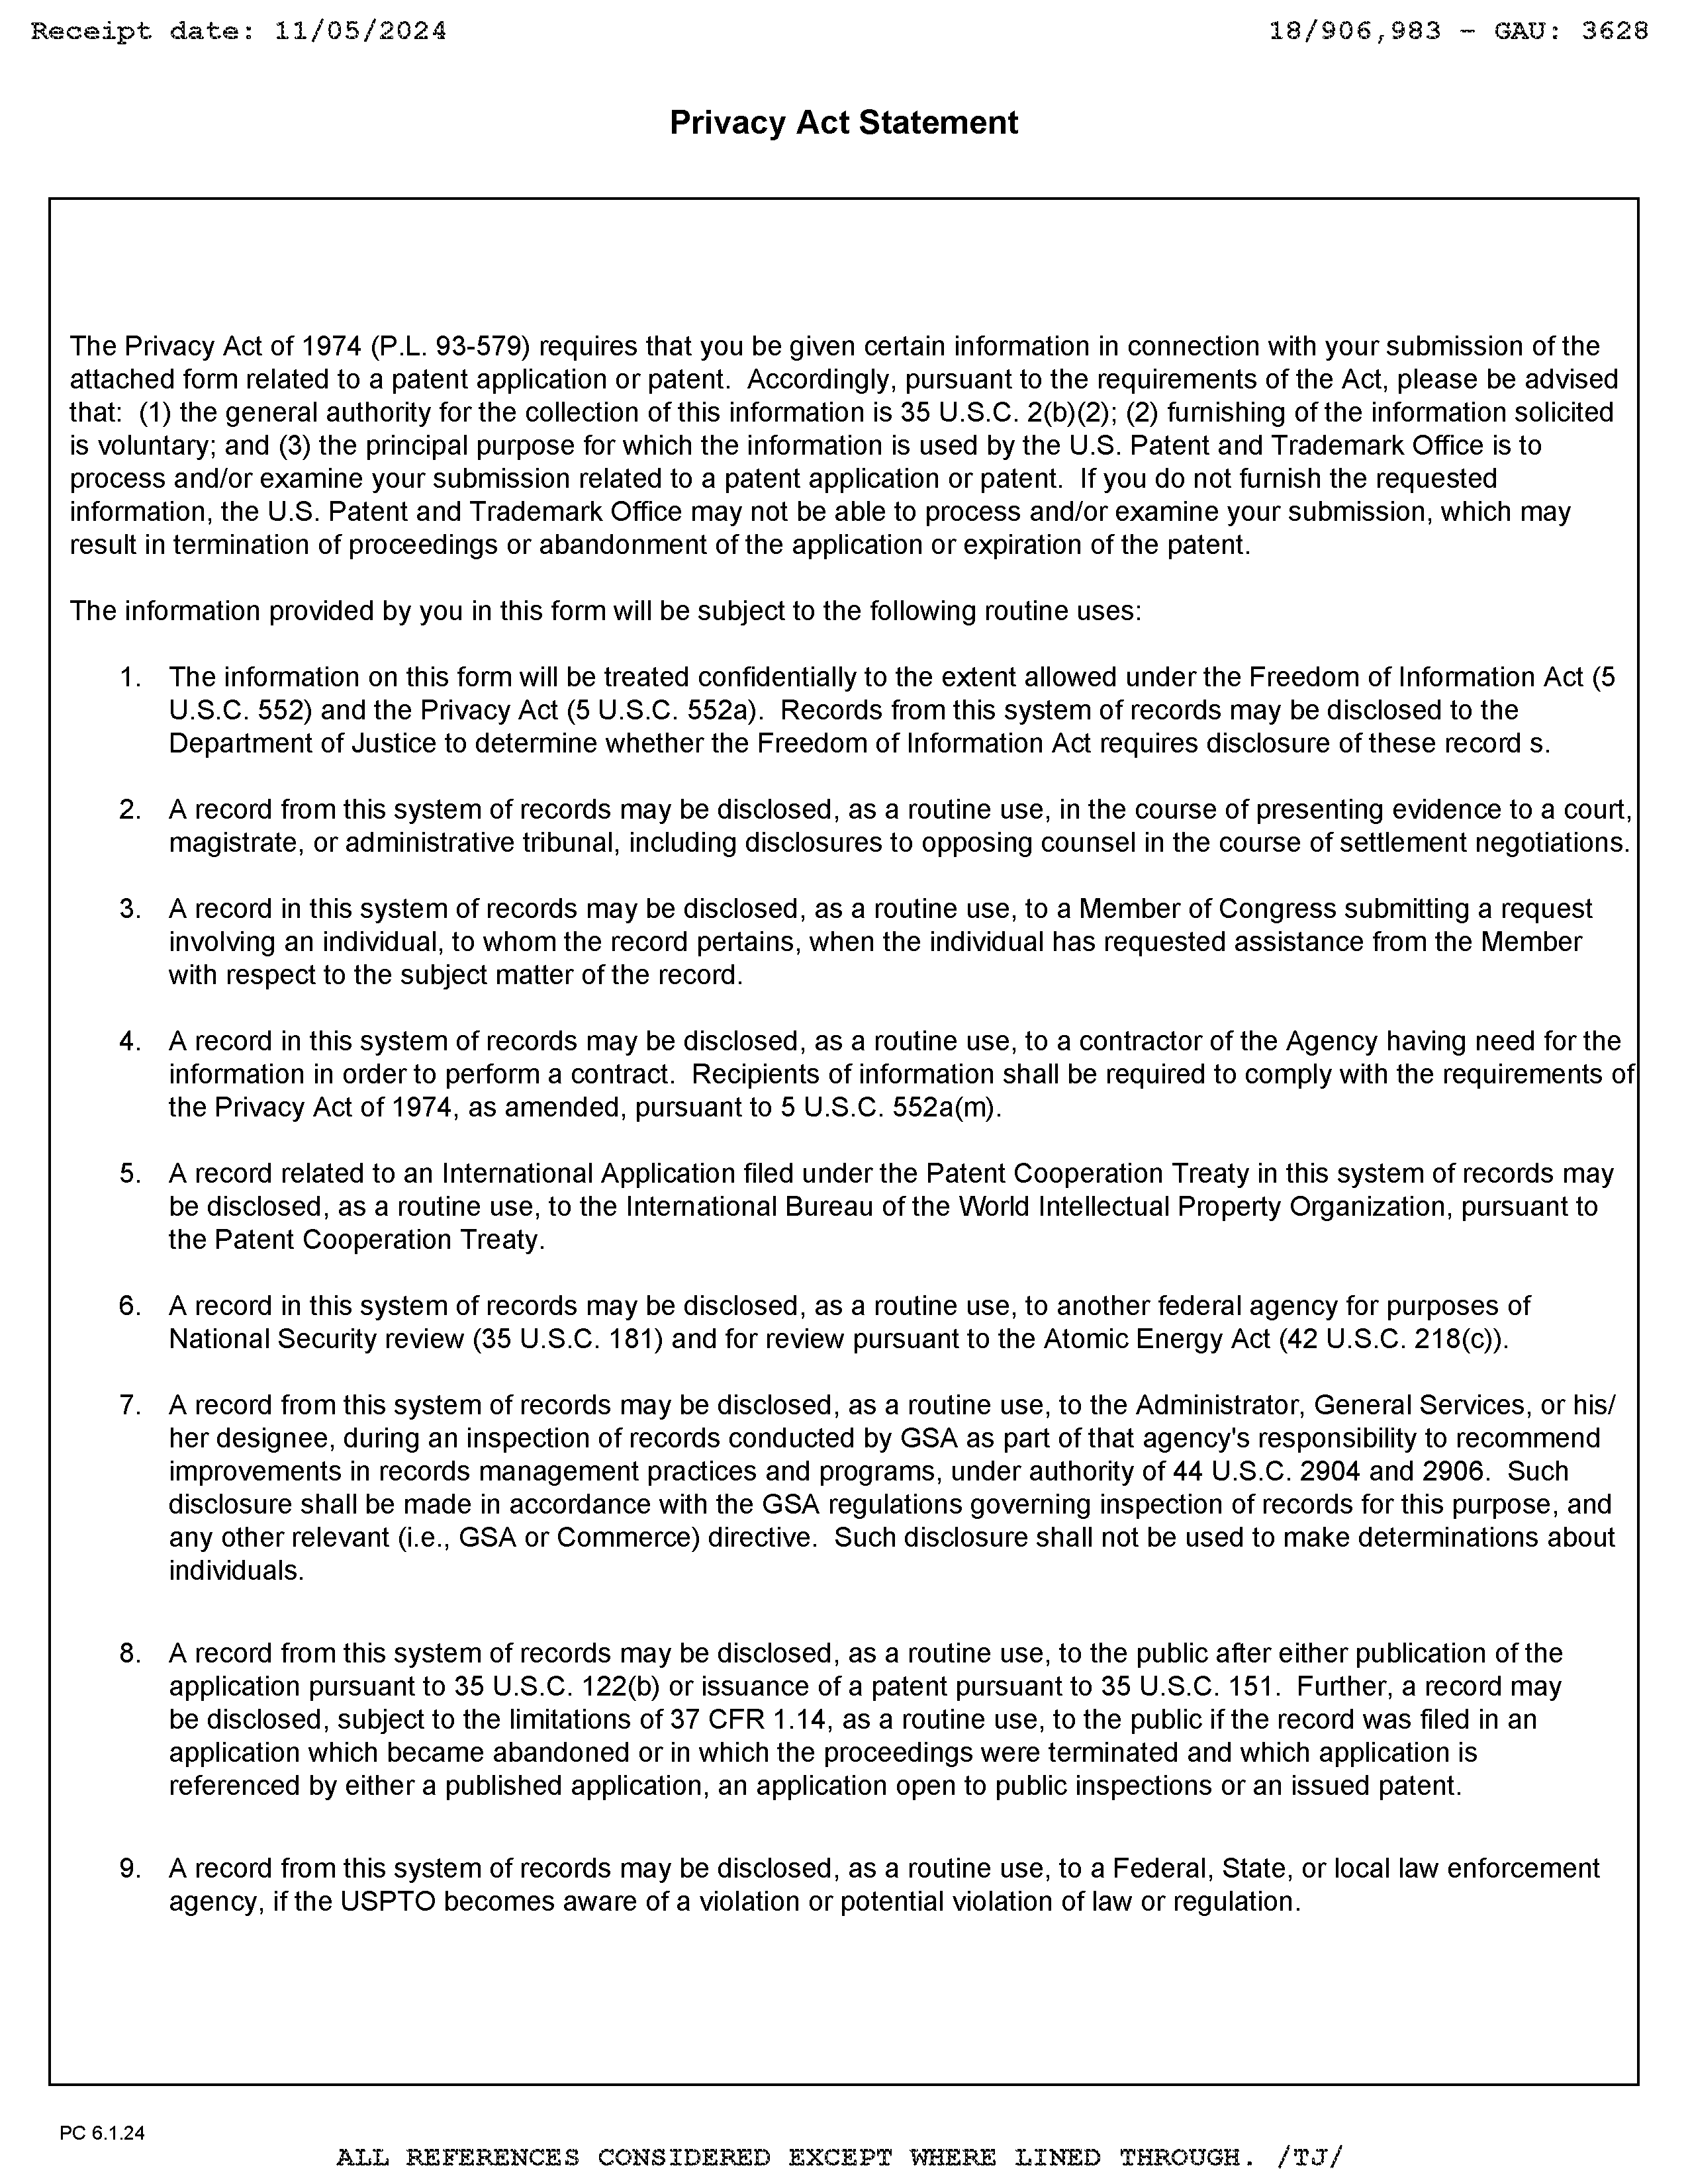 Receipt date: 11/05/2024 18/906,983 - GAU: 3628
Privacy Act Statement
The Privacy Act of 1974 (P.L. 93-579) requires that you be given certain information in connection with your submission of the
attached form related to a patent application or patent.  Accordingly, pursuant to the requirements of the Act, please be advised
that:  (1) the general authority for the collection of this information is 35 U.S.C. 2(b)(2); (2) furnishing of the information solicited
is voluntary; and (3) the principal purpose for which the information is used by the U.S. Patent and Trademark Office is to
process and/or examine your submission related to a patent application or patent.  If you do not furnish the requested
information, the U.S. Patent and Trademark Office may not be able to process and/or examine your submission, which may
result in termination of proceedings or abandonment of the application or expiration of the patent.
The information provided by you in this form will be subject to the following routine uses:
1. The information on this form will be treated confidentially to the extent allowed under the Freedom of Information Act (5
U.S.C. 552) and the Privacy Act (5 U.S.C. 552a).  Records from this system of records may be disclosed to the
Department of Justice to determine whether the Freedom of Information Act requires disclosure of these record s.
2. A record from this system of records may be disclosed, as a routine use, in the course of presenting evidence to a court,
magistrate, or administrative tribunal, including disclosures to opposing counsel in the course of settlement negotiations.
3. A record in this system of records may be disclosed, as a routine use, to a Member of Congress submitting a request
involving an individual, to whom the record pertains, when the individual has requested assistance from the Member
with respect to the subject matter of the record.
4. A record in this system of records may be disclosed, as a routine use, to a contractor of the Agency having need for the
information in order to perform a contract.  Recipients of information shall be required to comply with the requirements of
the Privacy Act of 1974, as amended, pursuant to 5 U.S.C. 552a(m).
5. A record related to an International Application filed under the Patent Cooperation Treaty in this system of records may
be disclosed, as a routine use, to the International Bureau of the World Intellectual Property Organization, pursuant to
the Patent Cooperation Treaty.
6. A record in this system of records may be disclosed, as a routine use, to another federal agency for purposes of
National Security review (35 U.S.C. 181) and for review pursuant to the Atomic Energy Act (42 U.S.C. 218(c)).
7. A record from this system of records may be disclosed, as a routine use, to the Administrator, General Services, or his/
her designee, during an inspection of records conducted by GSA as part of that agency's responsibility to recommend
improvements in records management practices and programs, under authority of 44 U.S.C. 2904 and 2906.  Such
disclosure shall be made in accordance with the GSA regulations governing inspection of records for this purpose, and
any other relevant (i.e., GSA or Commerce) directive.  Such disclosure shall not be used to make determinations about
individuals.
8. A record from this system of records may be disclosed, as a routine use, to the public after either publication of the
application pursuant to 35 U.S.C. 122(b) or issuance of a patent pursuant to 35 U.S.C. 151.  Further, a record may
be disclosed, subject to the limitations of 37 CFR 1.14, as a routine use, to the public if the record was filed in an
application which became abandoned or in which the proceedings were terminated and which application is
referenced by either a published application, an application open to public inspections or an issued patent.
9. A record from this system of records may be disclosed, as a routine use, to a Federal, State, or local law enforcement
agency, if the USPTO becomes aware of a violation or potential violation of law or regulation.
PC 6.1.24
ALL REFERENCES CONSIDERED EXCEPT WHERE LINED THROUGH. /TJ/